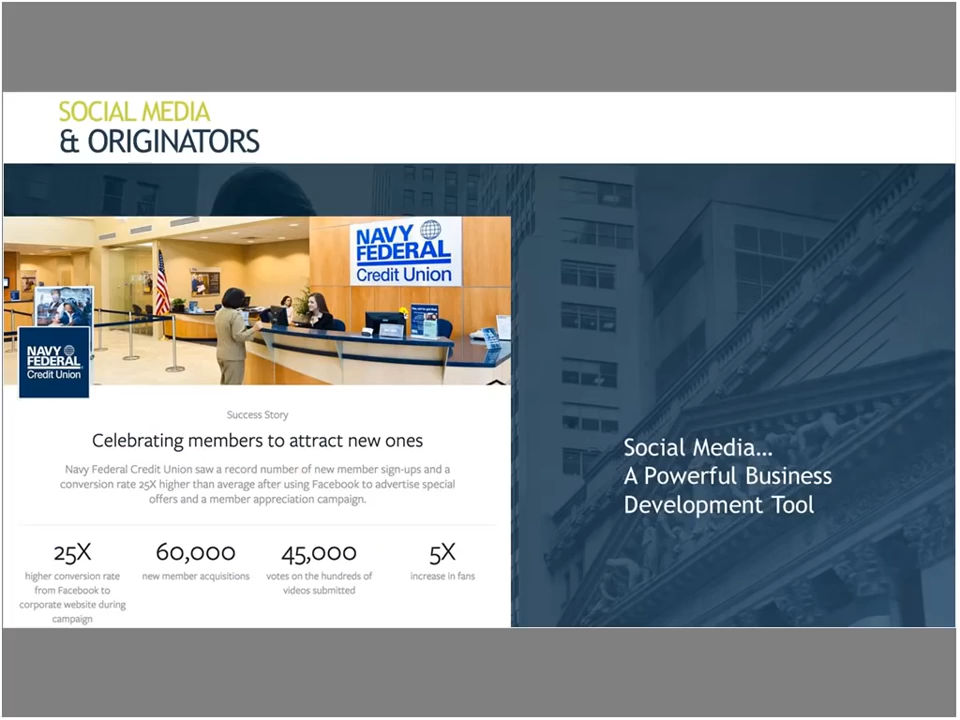 SOCIAL MEDIA
& ORIGINATORS
NAVY
FEDERAL
Credit Union
NAVY
FEDERAL
Credit Union
Success Story
Celebrating members to attract new ones
Navy Federal Credit Union saw a record number of new member sign-ups and a
conversion rate 25X higher than average after using Facebook to advertise special
offers and a member appreciation campaign.
25X
higher conversion rate
from Facebook to
corporate website during
campaign
60,000
new member acquisitions
45,000
votes on the hundreds of
videos submitted
5X
increase in fans
Social Media...
A Powerful Business
Development Tool